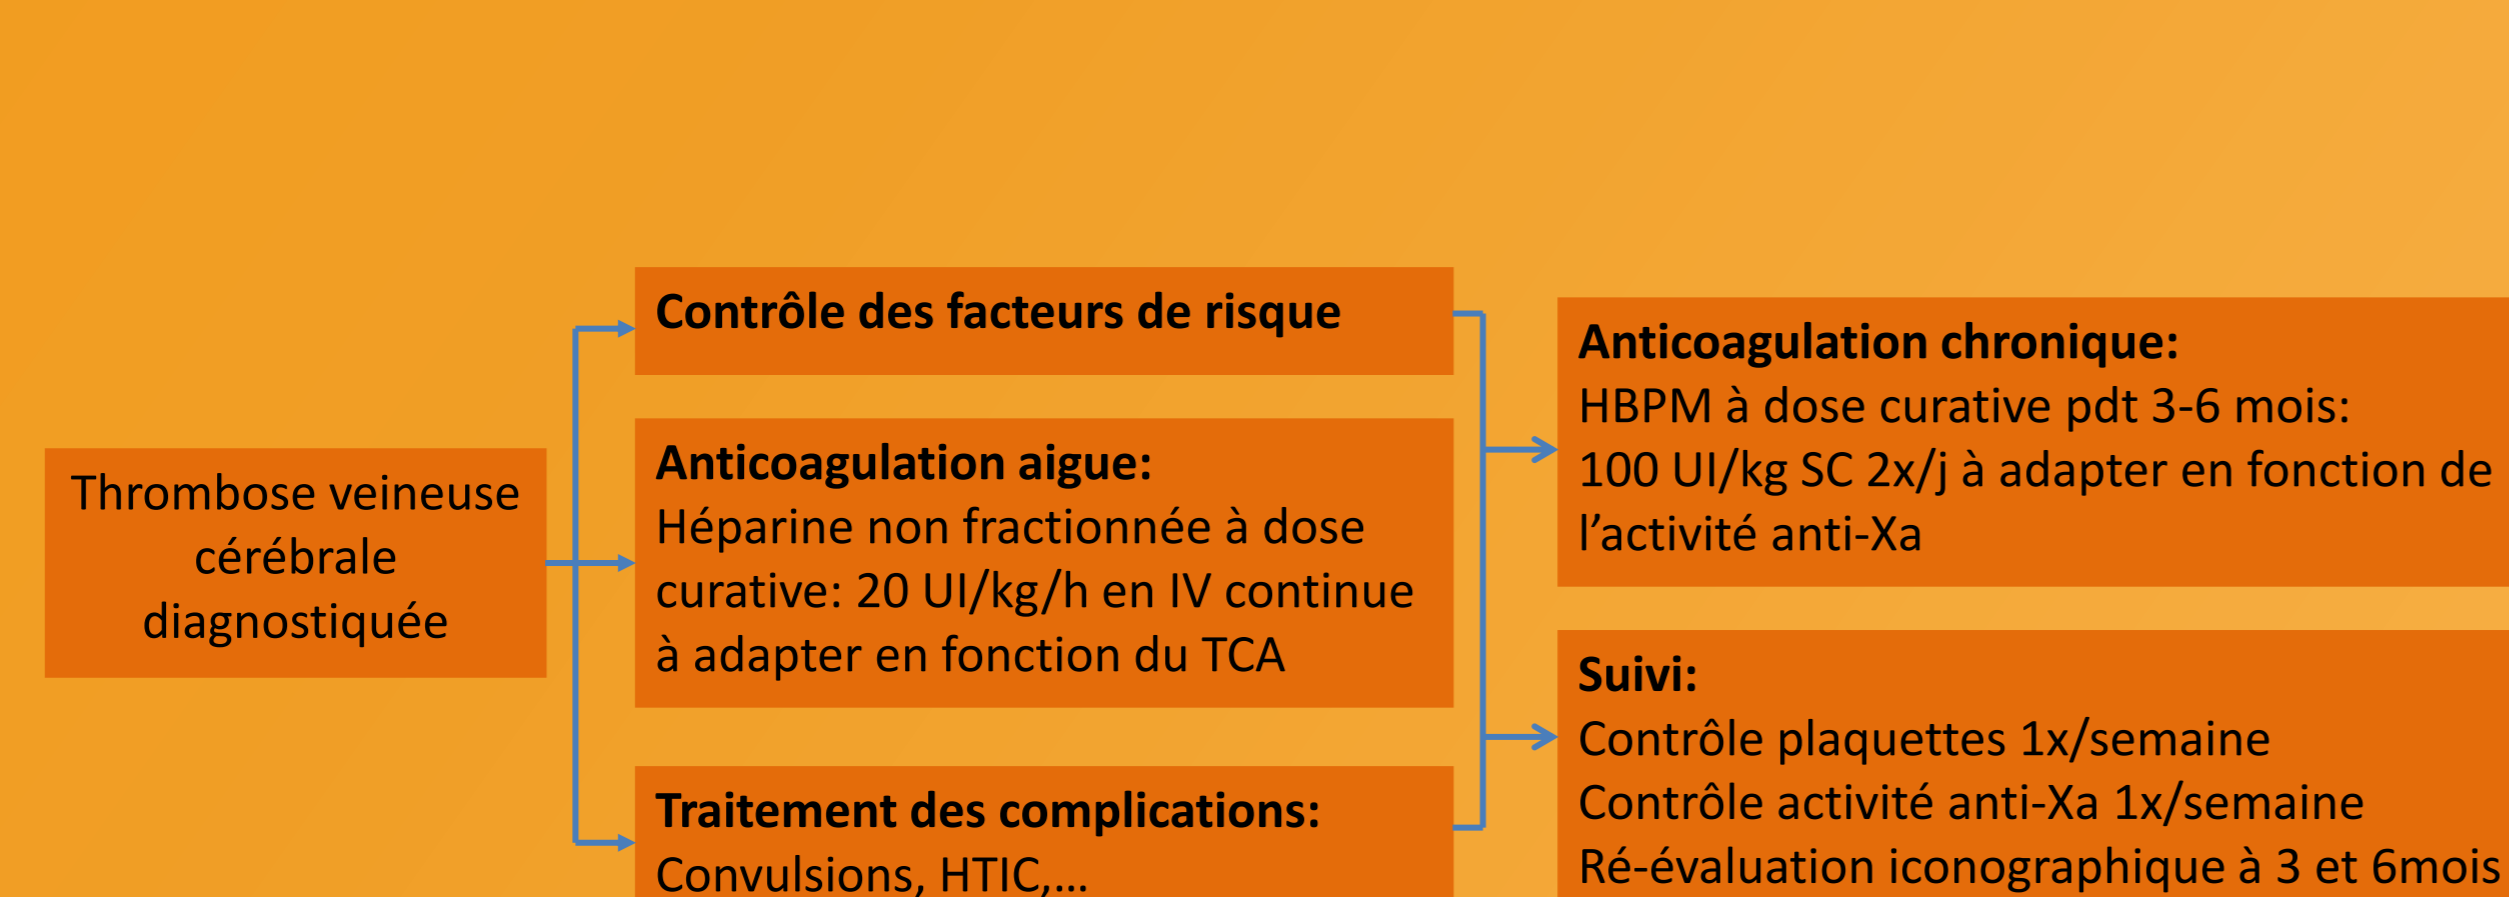 Thrombose veineuse
cérébrale
diagnostiquée
Contrôle des facteurs de risque
Anticoagulation aigue:
Héparine non fractionnée à dose
curative: 20 UI/kg/h en IV continue
à adapter en fonction du TCA
Traitement des complications:
Convulsions, HTIC,...
Anticoagulation chronique:
HBPM à dose curative pdt 3-6 mois:
100 UI/kg SC 2x/j à adapter en fonction de
l’activité anti-Xa
Suivi:
Contrôle plaquettes 1x/semaine
Contrôle activité anti-Xa 1x/semaine
Ré-évaluation iconographique à 3 et 6mois